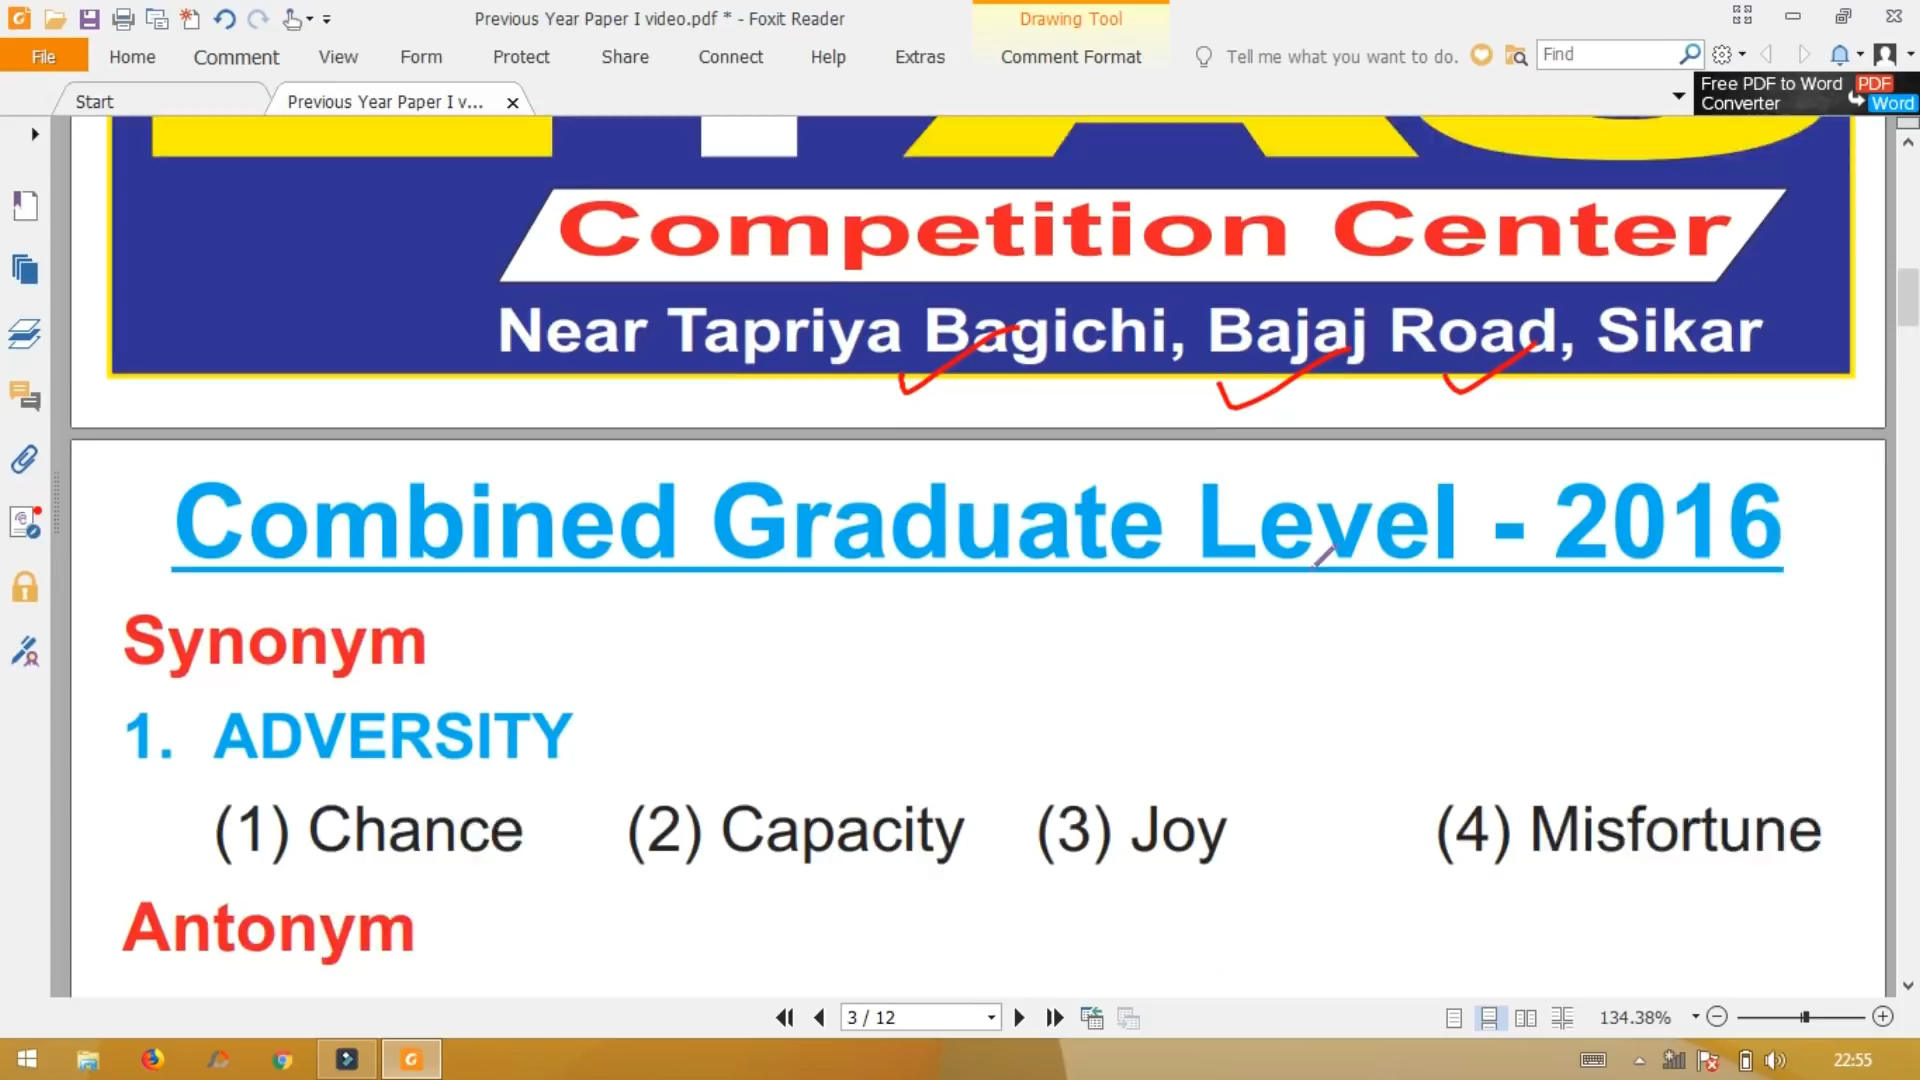 Previous Year Paper I video.pdf * - Foxit Reader
Drawing Tool
File Home Comment View Form Protect Share Connect Help Extras Comment Format Tell me what you want to do. Find
Start Previous Year Paper I v...
Free PDF to Word
Converter
PDF
Word
Competition Center
Near Tapriya Bagichi, Bajaj Road, Sikar
Combined Graduate Level - 2016
Synonym
1. ADVERSITY
(1) Chance (2) Capacity (3) Joy (4) Misfortune
Antonym
3 / 12
134.38%
22:55